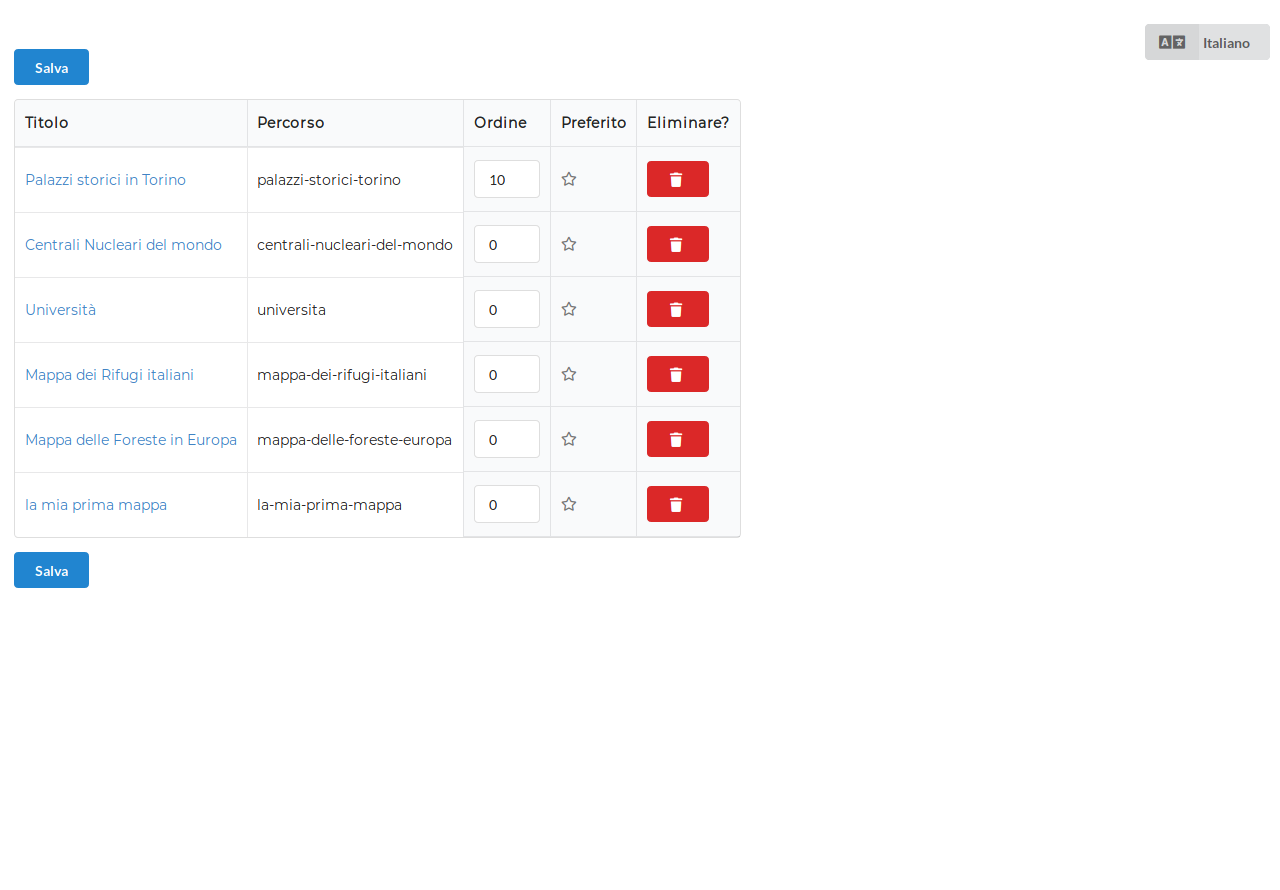 Italiano
Salva
Titolo Percorso Ordine Preferito Eliminare?
Palazzi storici in Torino palazzi-storici-torino 10
Centrali Nucleari del mondo centrali-nucleari-del-mondo 0
Università universita 0
Mappa dei Rifugi italiani mappa-dei-rifugi-italiani 0
Mappa delle Foreste in Europa mappa-delle-foreste-europa 0
la mia prima mappa la-mia-prima-mappa 0
Salva